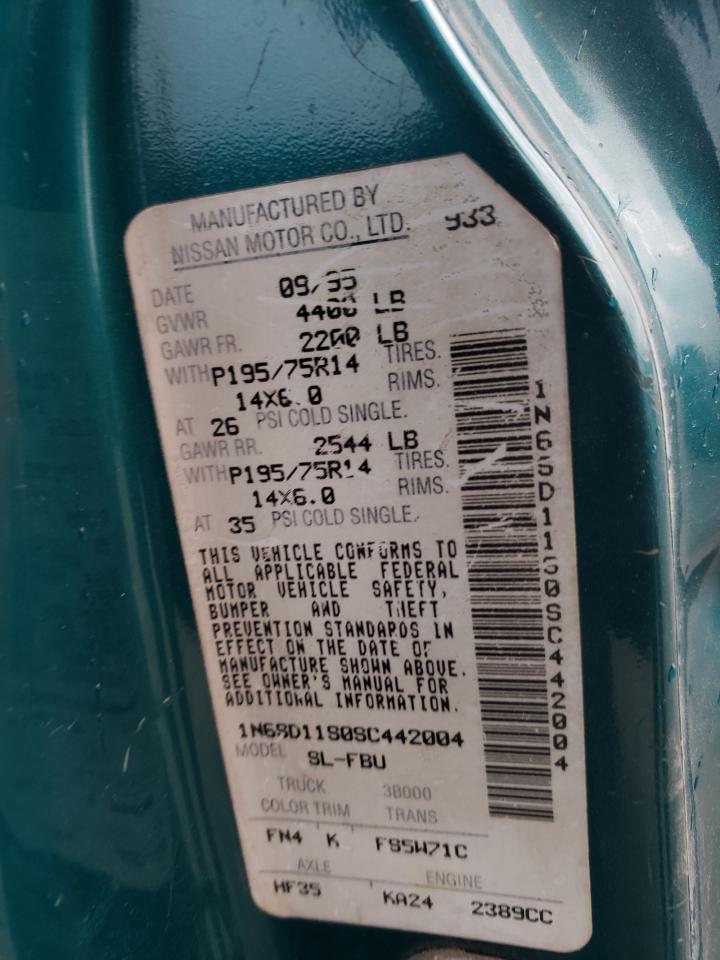 MANUFACTURED BY
NISSAN MOTOR CO., LTD. 933
DATE 09/95
GVWR 4400 LB
GAWR FR. 2260 LB
WITH P195/75R14 TIRES.
14X6.0 RIMS.
AT 26 PSI COLD SINGLE.
GAWR RR. 2544 LB
WITH P195/75R14 TIRES.
14X6.0 RIMS.
AT 35 PSI COLD SINGLE.
THIS VEHICLE CONFORMS TO
ALL APPLICABLE FEDERAL
MOTOR VEHICLE SAFETY,
BUMPER AND THEFT
PREVENTION STANDARDS IN
EFFECT ON THE DATE OF
MANUFACTURE SHOWN ABOVE.
SEE OWNER'S MANUAL FOR
ADDITIONAL INFORMATION.
1N6SD11S0SC442004
MODEL SL-FBU
TRUCK 3B000
COLOR TRIM TRANS
FN4 K FS5W71C
AXLE ENGINE
HF35 KA24 2389CC
1N6SD11S0SC442004